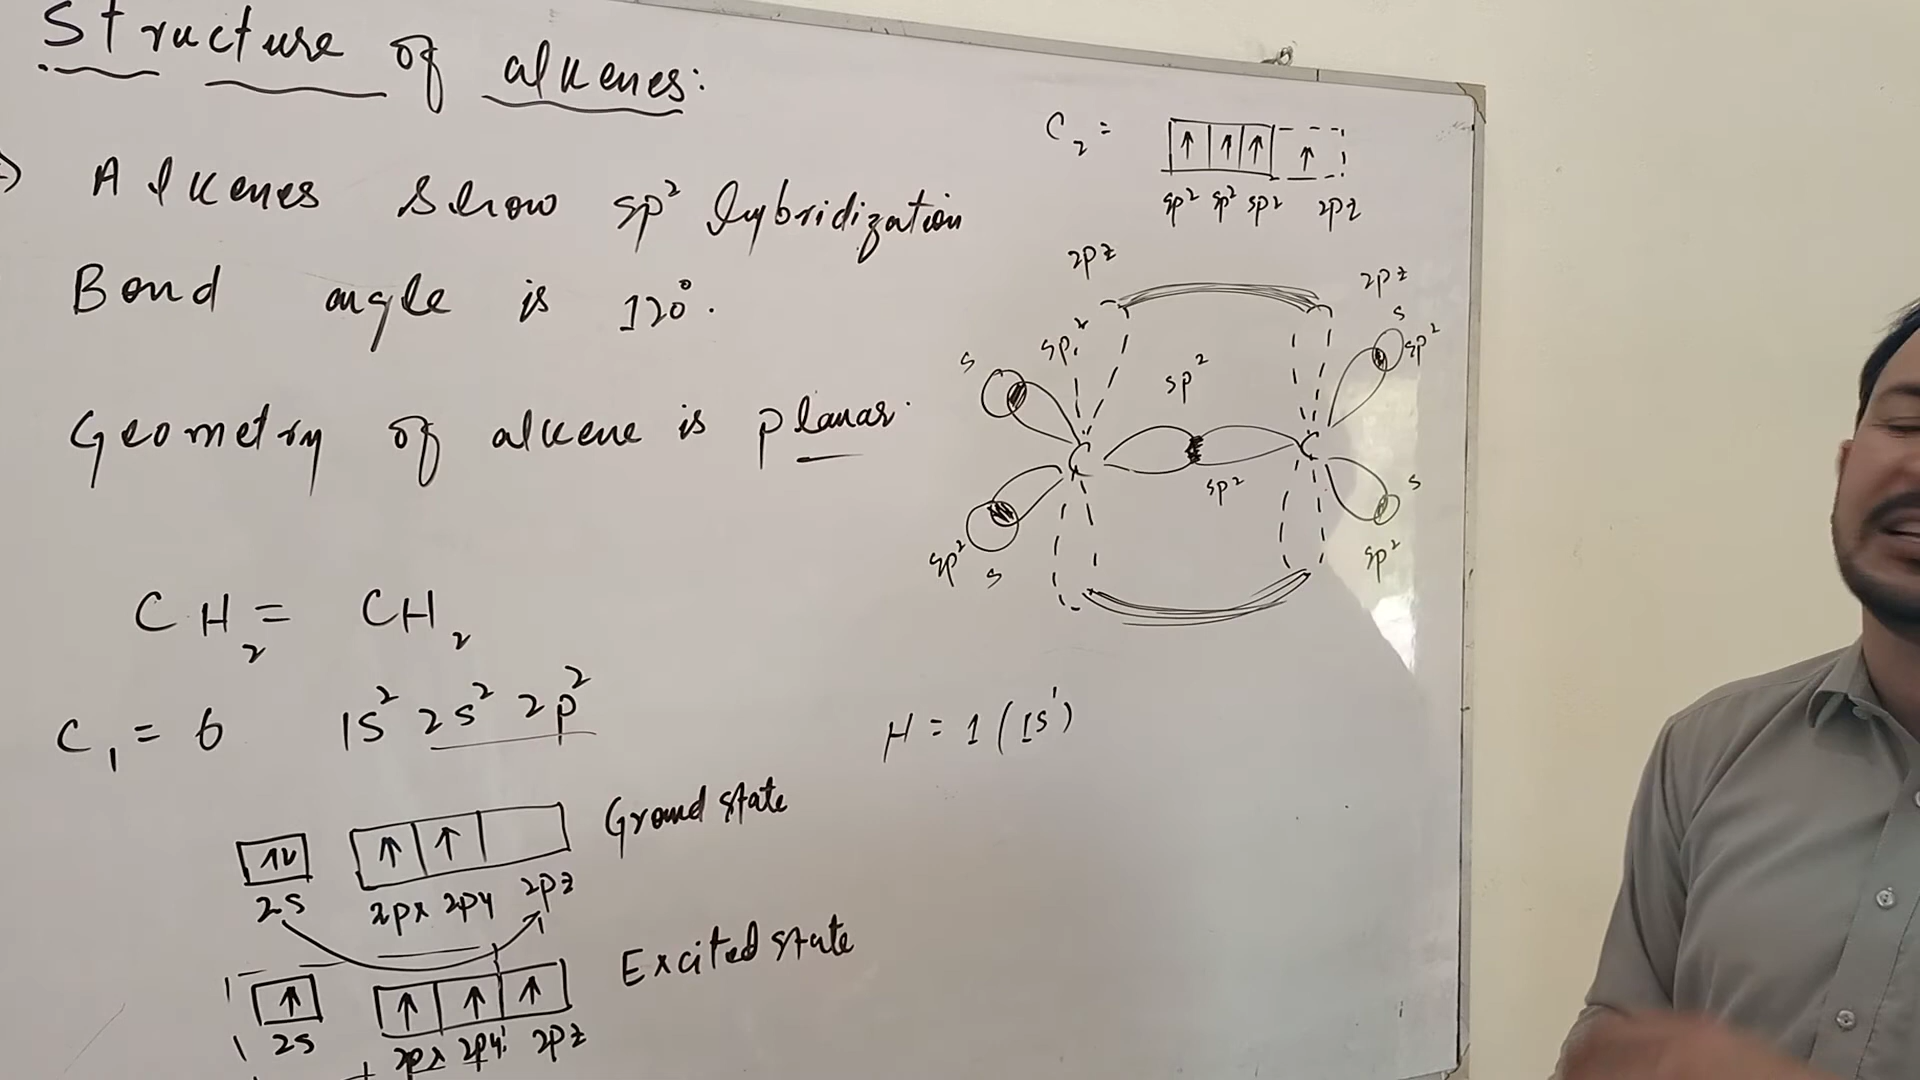 Structure of alkenes:
Alkenes show sp² hybridization
Bond angle is 120°.
Geometry of alkene is planar.
CH₂ = CH₂
C₁ = 6 1s² 2s² 2p²
Ground state
2s 2px 2py 2pz
Excited state
2s 2px 2py 2pz
C₂ =
sp² sp² sp² 2pz
2pz 2pz
s sp² sp² s sp²
sp² s
sp² s sp²
H = 1 (1s¹)